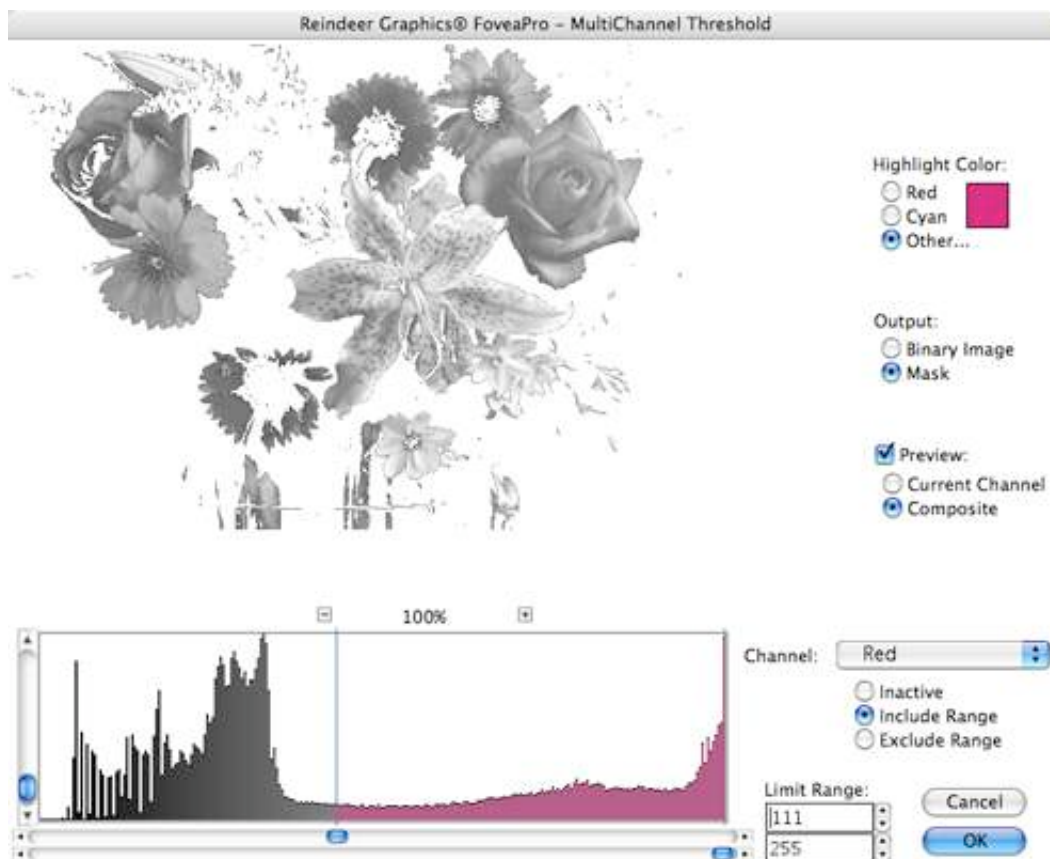 Reindeer Graphics® FoveaPro - MultiChannel Threshold
Highlight Color:
Red
Cyan
Other...
Output:
Binary Image
Mask
Preview:
Current Channel
Composite
100%
Channel: Red
Inactive
Include Range
Exclude Range
Limit Range:
111
255
Cancel
OK